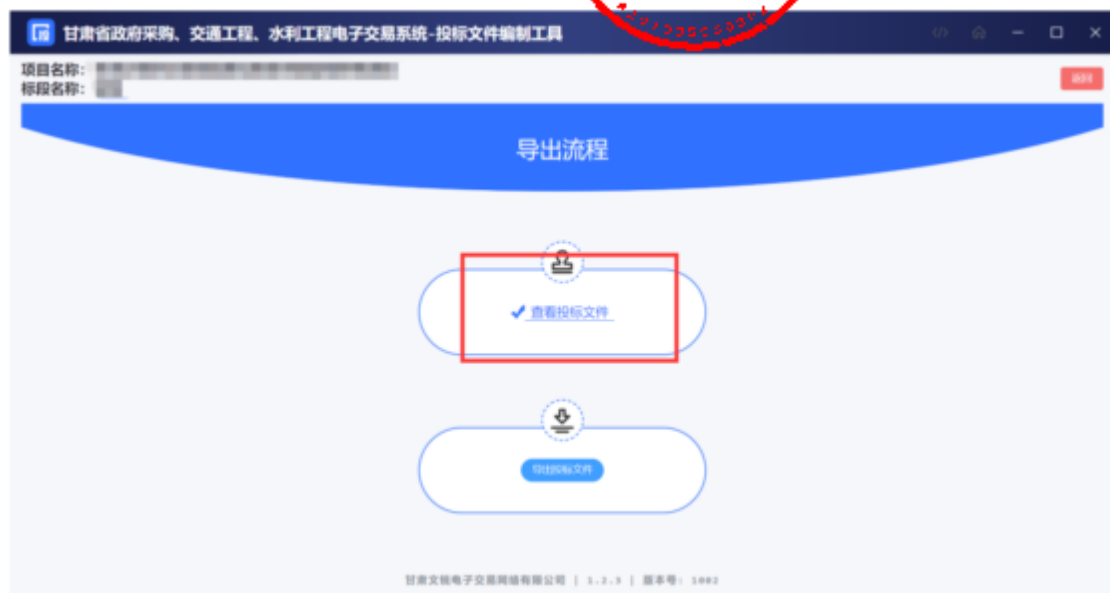 甘肃省政府采购、交通工程、水利工程电子交易系统-投标文件编制工具
项目名称：
标段名称：
返回
导出流程
查看投标文件
导出投标文件
甘肃文锐电子交易网络有限公司 | 1.2.3 | 版本号：1002